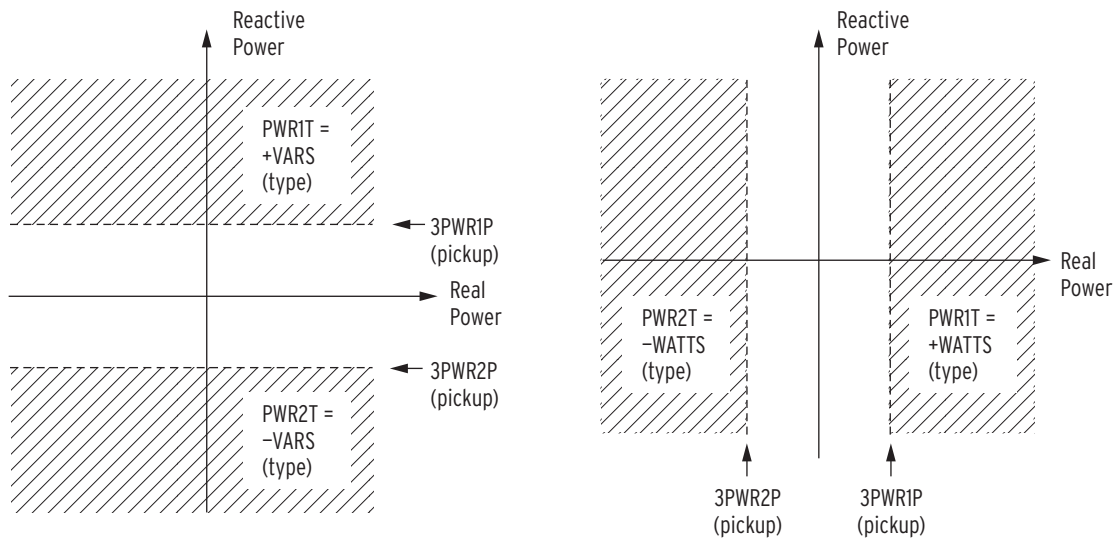 Reactive
Power
PWR1T =
+VARS
(type)
3PWR1P
(pickup)
Real
Power
3PWR2P
(pickup)
PWR2T =
−VARS
(type)
Reactive
Power
Real
Power
PWR2T =
−WATTS
(type)
PWR1T =
+WATTS
(type)
3PWR2P
(pickup)
3PWR1P
(pickup)